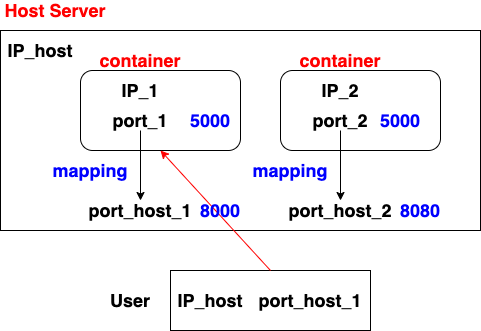 Host Server
IP_host
container
container
IP_1
IP_2
port_1 5000
port_2 5000
mapping
mapping
port_host_1 8000
port_host_2 8080
User
IP_host port_host_1